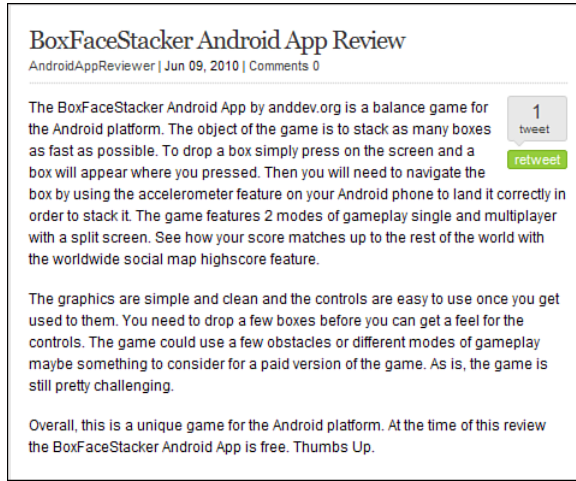 BoxFaceStacker Android App Review
AndroidAppReviewer | Jun 09, 2010 | Comments 0
The BoxFaceStacker Android App by anddev.org is a balance game for
the Android platform. The object of the game is to stack as many boxes
as fast as possible. To drop a box simply press on the screen and a
box will appear where you pressed. Then you will need to navigate the
box by using the accelerometer feature on your Android phone to land it correctly in
order to stack it. The game features 2 modes of gameplay single and multiplayer
with a split screen. See how your score matches up to the rest of the world with
the worldwide social map highscore feature.
1
tweet
retweet
The graphics are simple and clean and the controls are easy to use once you get
used to them. You need to drop a few boxes before you can get a feel for the
controls. The game could use a few obstacles or different modes of gameplay
maybe something to consider for a paid version of the game. As is, the game is
still pretty challenging.
Overall, this is a unique game for the Android platform. At the time of this review
the BoxFaceStacker Android App is free. Thumbs Up.